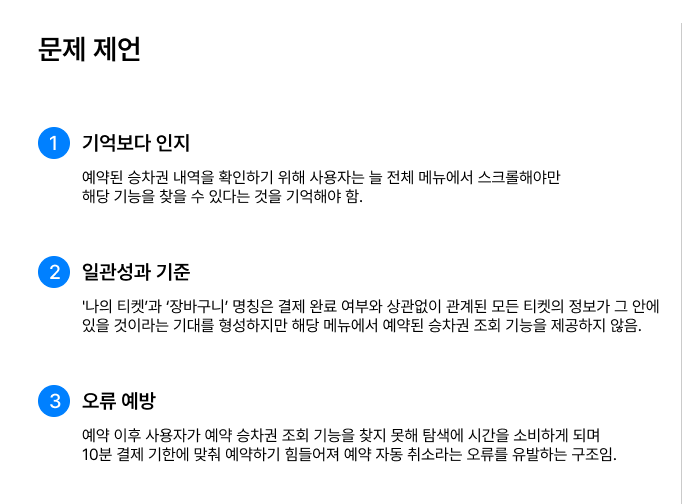 문제 제언
1 기억보다 인지
예약된 승차권 내역을 확인하기 위해 사용자는 늘 전체 메뉴에서 스크롤해야만
해당 기능을 찾을 수 있다는 것을 기억해야 함.
2 일관성과 기준
'나의 티켓'과 ‘장바구니’ 명칭은 결제 완료 여부와 상관없이 관계된 모든 티켓의 정보가 그 안에
있을 것이라는 기대를 형성하지만 해당 메뉴에서 예약된 승차권 조회 기능을 제공하지 않음.
3 오류 예방
예약 이후 사용자가 예약 승차권 조회 기능을 찾지 못해 탐색에 시간을 소비하게 되며
10분 결제 기한에 맞춰 예약하기 힘들어져 예약 자동 취소라는 오류를 유발하는 구조임.